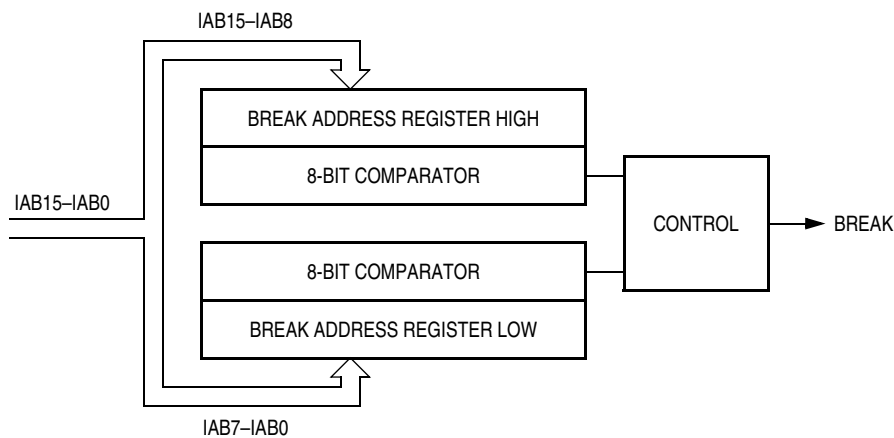 IAB15–IAB8
BREAK ADDRESS REGISTER HIGH
8-BIT COMPARATOR
IAB15–IAB0
CONTROL
BREAK
8-BIT COMPARATOR
BREAK ADDRESS REGISTER LOW
IAB7–IAB0